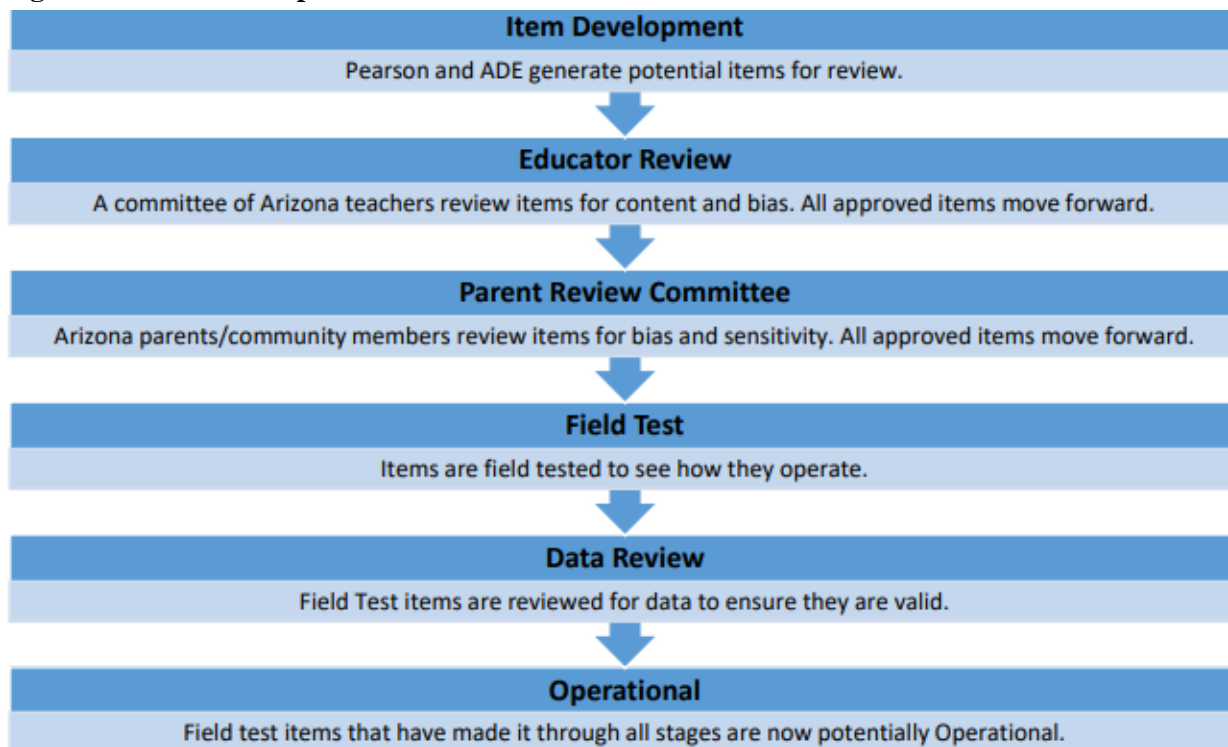 Item Development
Pearson and ADE generate potential items for review.
Educator Review
A committee of Arizona teachers review items for content and bias. All approved items move forward.
Parent Review Committee
Arizona parents/community members review items for bias and sensitivity. All approved items move forward.
Field Test
Items are field tested to see how they operate.
Data Review
Field Test items are reviewed for data to ensure they are valid.
Operational
Field test items that have made it through all stages are now potentially Operational.